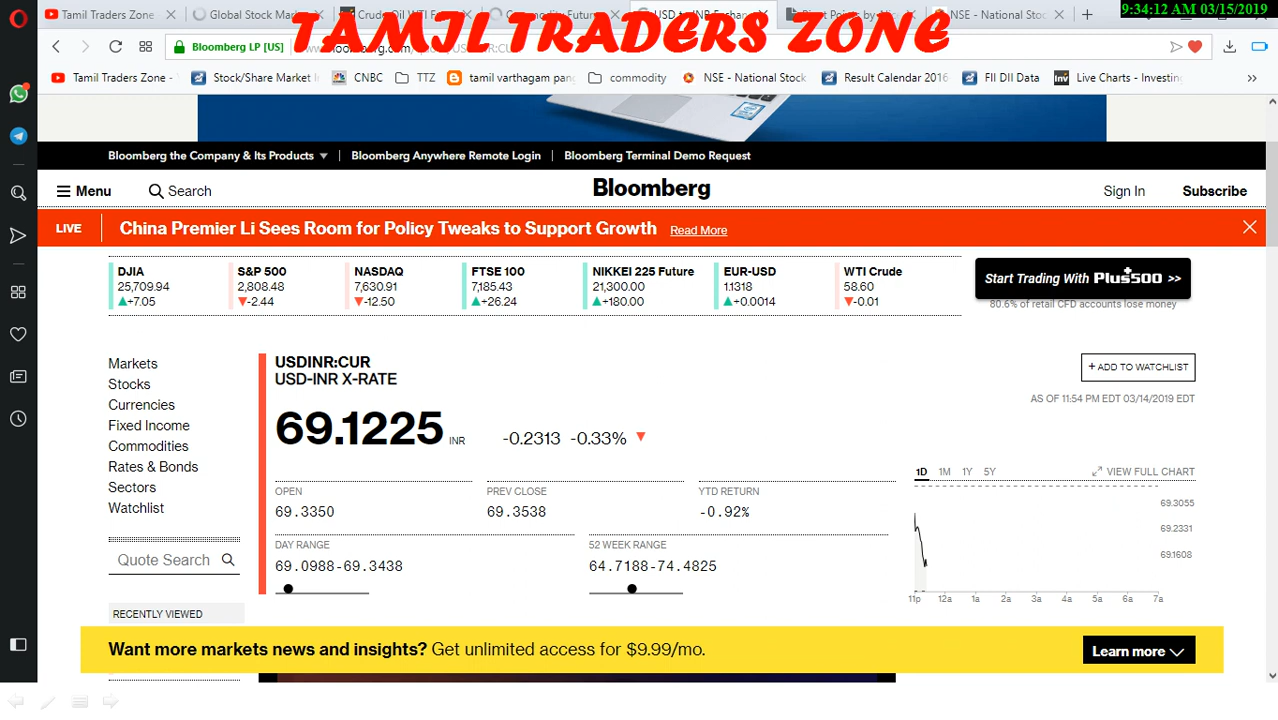 9:34:12 AM 03/15/2019
TAMIL TRADERS ZONE
Tamil Traders Zone
Global Stock Mar
Crude Oil WTI F
USD to INR Exchan
NSE - National Stoc
Bloomberg LP [US]
Tamil Traders Zone -
Stock/Share Market I
CNBC
TTZ
tamil varthagam pang
commodity
NSE - National Stock
Result Calendar 2016
FII DII Data
Live Charts - Investin
Bloomberg the Company & Its Products
Bloomberg Anywhere Remote Login
Bloomberg Terminal Demo Request
Menu
Search
Bloomberg
Sign In
Subscribe
LIVE
China Premier Li Sees Room for Policy Tweaks to Support Growth
Read More
DJIA
25,709.94
+7.05
S&P 500
2,808.48
-2.44
NASDAQ
7,630.91
-12.50
FTSE 100
7,185.43
+26.24
NIKKEI 225 Future
21,300.00
+180.00
EUR-USD
1.1318
+0.0014
WTI Crude
58.60
-0.01
Start Trading With Plus500 >>
80.6% of retail CFD accounts lose money
Markets
Stocks
Currencies
Fixed Income
Commodities
Rates & Bonds
Sectors
Watchlist
Quote Search
RECENTLY VIEWED
USDINR:CUR
USD-INR X-RATE
69.1225 INR -0.2313 -0.33%
+ ADD TO WATCHLIST
AS OF 11:54 PM EDT 03/14/2019 EDT
OPEN
69.3350
PREV CLOSE
69.3538
YTD RETURN
-0.92%
DAY RANGE
69.0988-69.3438
52 WEEK RANGE
64.7188-74.4825
1D 1M 1Y 5Y
VIEW FULL CHART
69.3055
69.2331
69.1608
11p 12a 1a 2a 3a 4a 5a 6a 7a
Want more markets news and insights? Get unlimited access for $9.99/mo.
Learn more